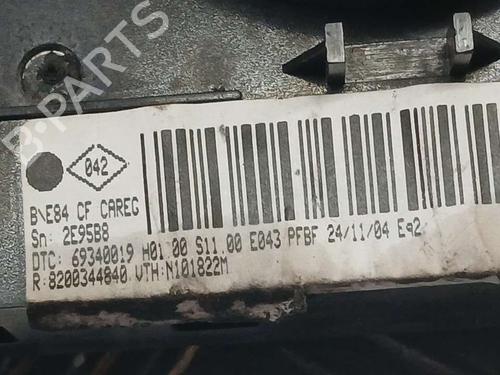 B-PARTS
042
B\E84 CF CAREG
Sn: 2E95B8
DTC: 69340019 H01.00 S11.00 E043 PFBF 24/11/04 Eq2
R:8200344840 VTH:N101822M